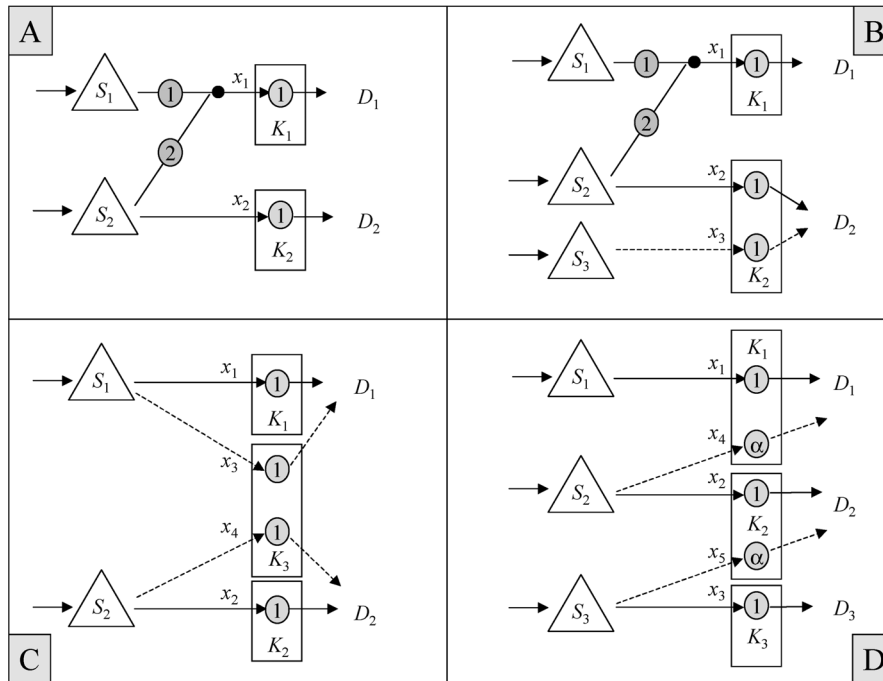 A
S1 1 x1 1 D1
K1
2
S2 x2 1 D2
K2
B
S1 1 x1 1 D1
K1
2
S2 x2 1
D2
S3 x3 1
K2
x1 1 D1
S1
K1
x3 1
x4 1
K3
S2 x2 1 D2
K2
C
K1
S1 x1 1 D1
x4 α
S2 x2 1 D2
K2
x5 α
S3 x3 1 D3
K3
D